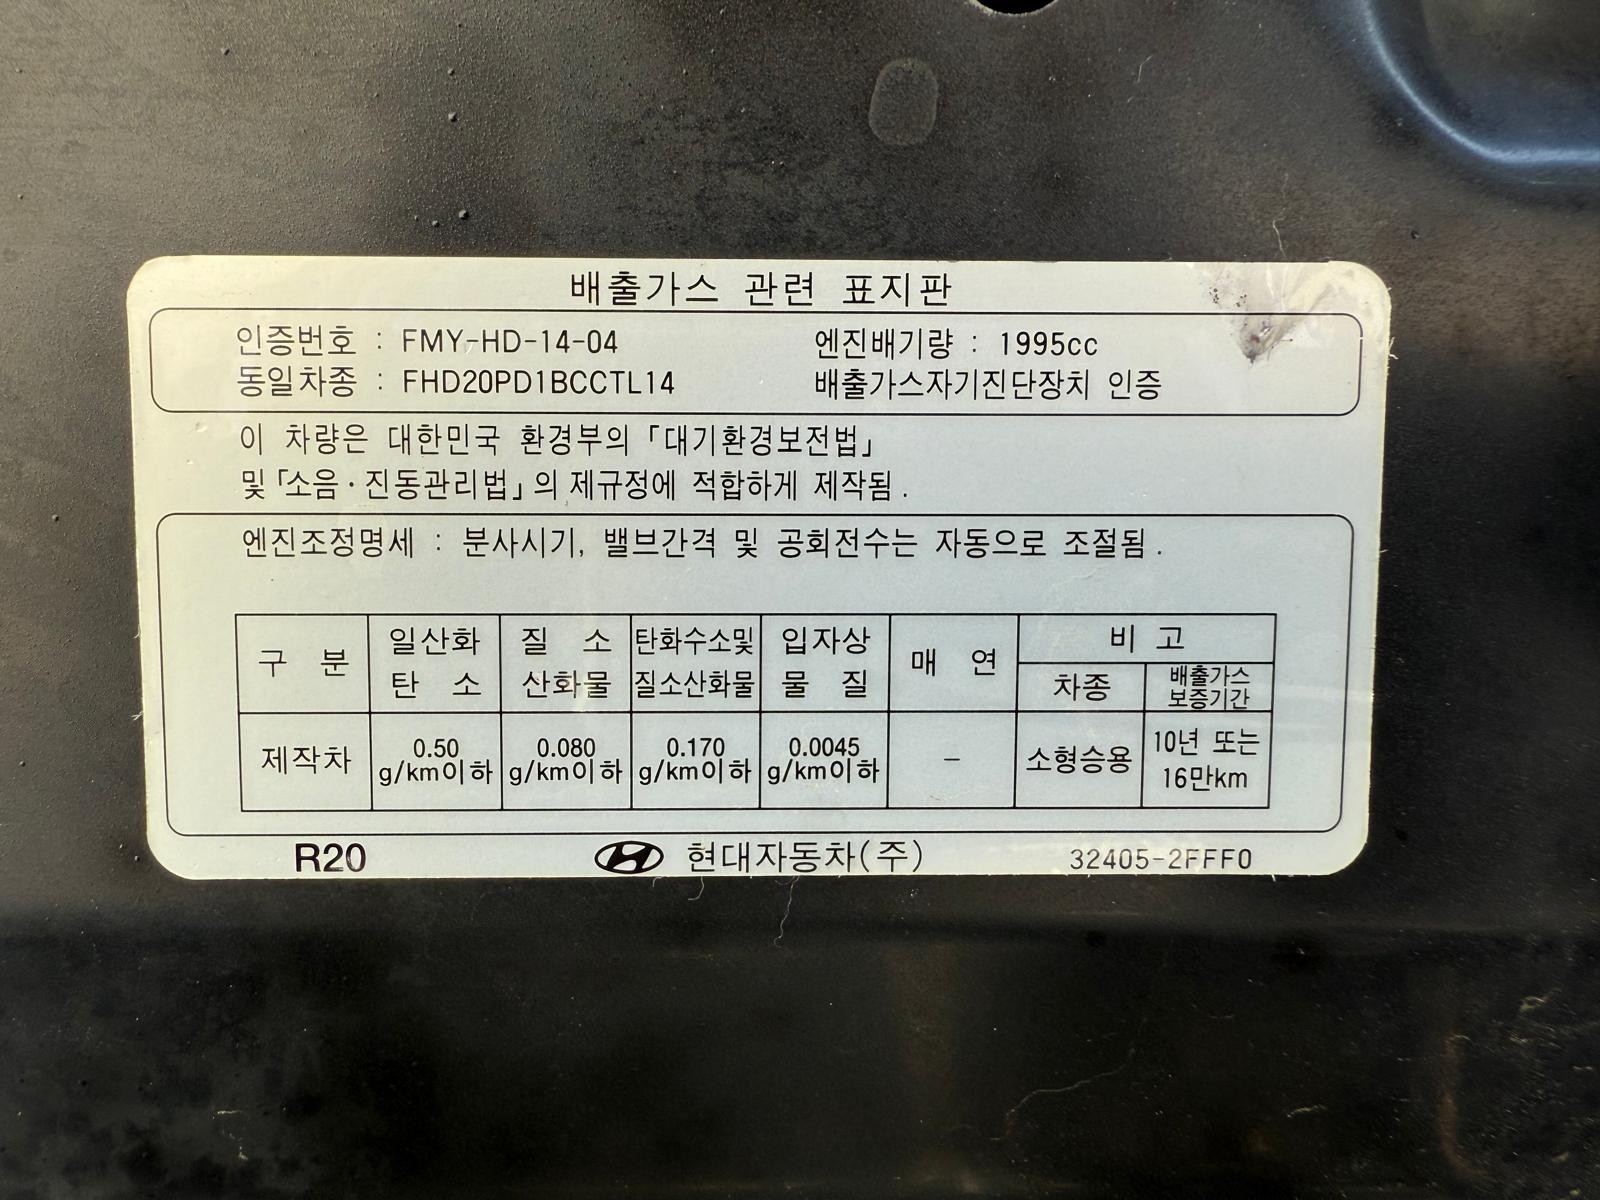 배출가스 관련 표지판
인증번호 : FMY-HD-14-04 엔진배기량 : 1995cc
동일차종 : FHD20PD1BCCTL14 배출가스자기진단장치 인증
이 차량은 대한민국 환경부의 「대기환경보전법」
및 「소음·진동관리법」의 제규정에 적합하게 제작됨.
엔진조정명세 : 분사시기, 밸브간격 및 공회전수는 자동으로 조절됨.
구 분 일산화 탄 소 질 소 산화물 탄화수소및 질소산화물 입자상 물 질 매 연 비 고
차종 배출가스 보증기간
제작차 0.50 g/km이하 0.080 g/km이하 0.170 g/km이하 0.0045 g/km이하 - 소형승용 10년 또는 16만km
R20 현대자동차(주) 32405-2FFF0